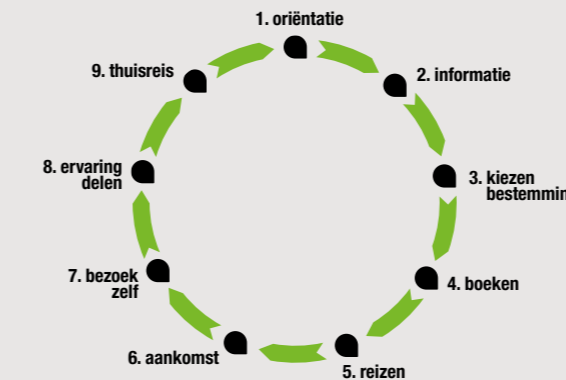 1. oriëntatie
2. informatie
3. kiezen
bestemmin
4. boeken
5. reizen
6. aankomst
7. bezoek
zelf
8. ervaring
delen
9. thuisreis